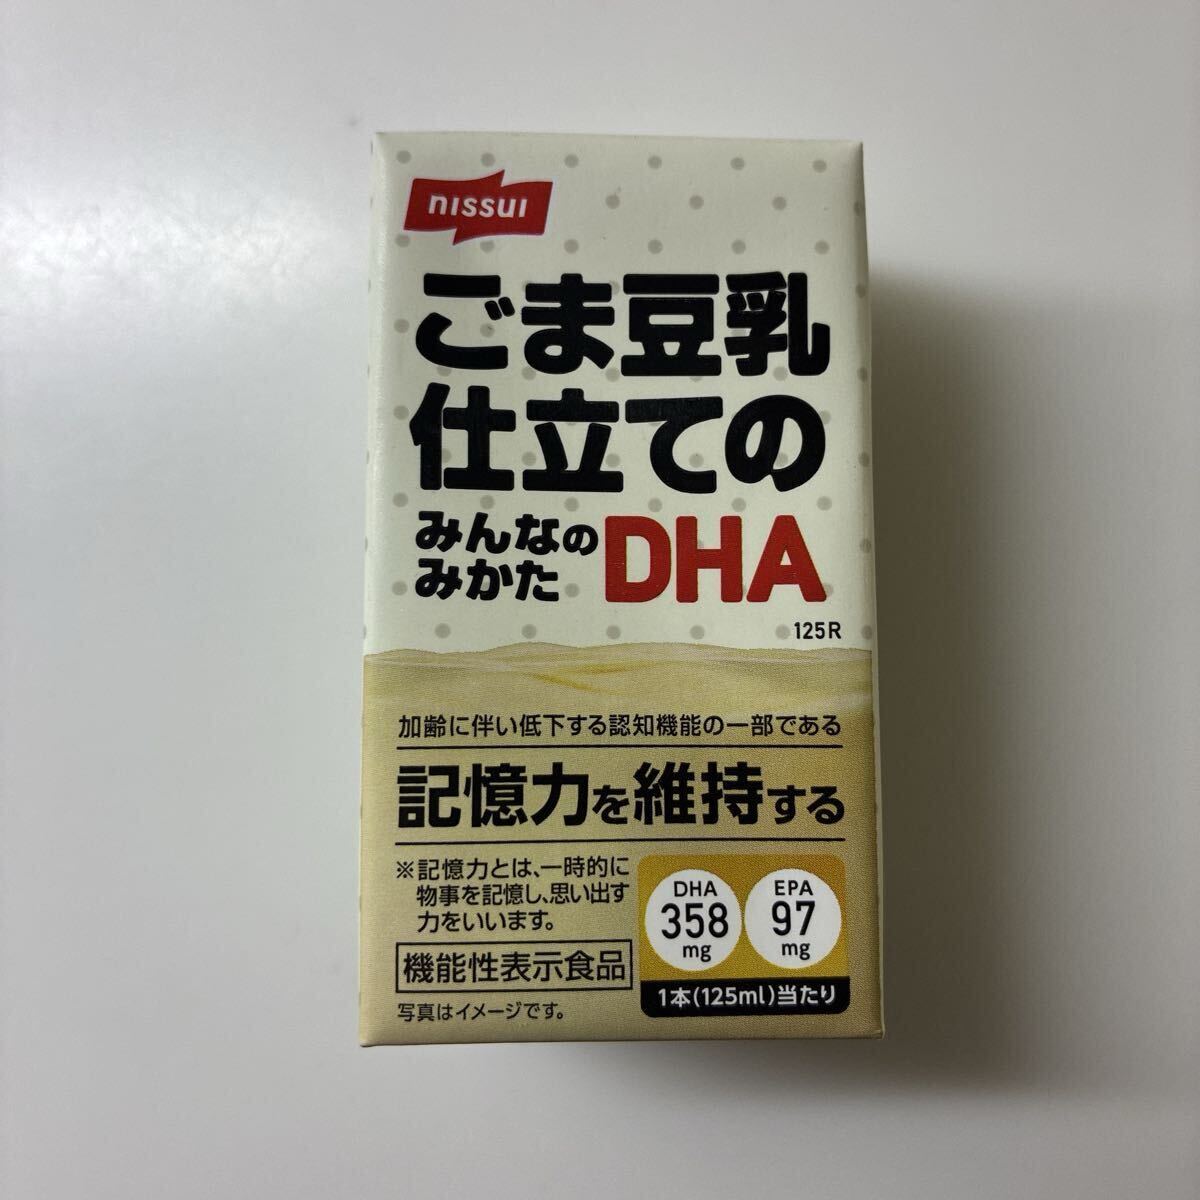 nissui
ごま豆乳
仕立ての
みんなの
みかた
DHA
125R
加齢に伴い低下する認知機能の一部である
記憶力を維持する
※記憶力とは、一時的に
物事を記憶し、思い出す
力をいいます。
機能性表示食品
写真はイメージです。
DHA
358
mg
EPA
97
mg
1本(125ml)当たり